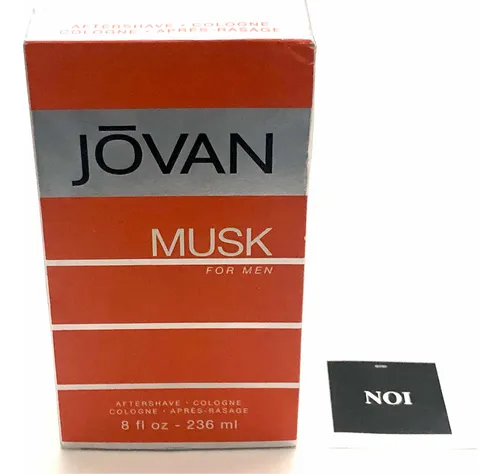 AFTERSHAVE · COLOGNE
COLOGNE · APRÈS-RASAGE
JŌVAN
MUSK
FOR MEN
AFTERSHAVE · COLOGNE
COLOGNE · APRÈS-RASAGE
8 fl oz - 236 ml
NOI